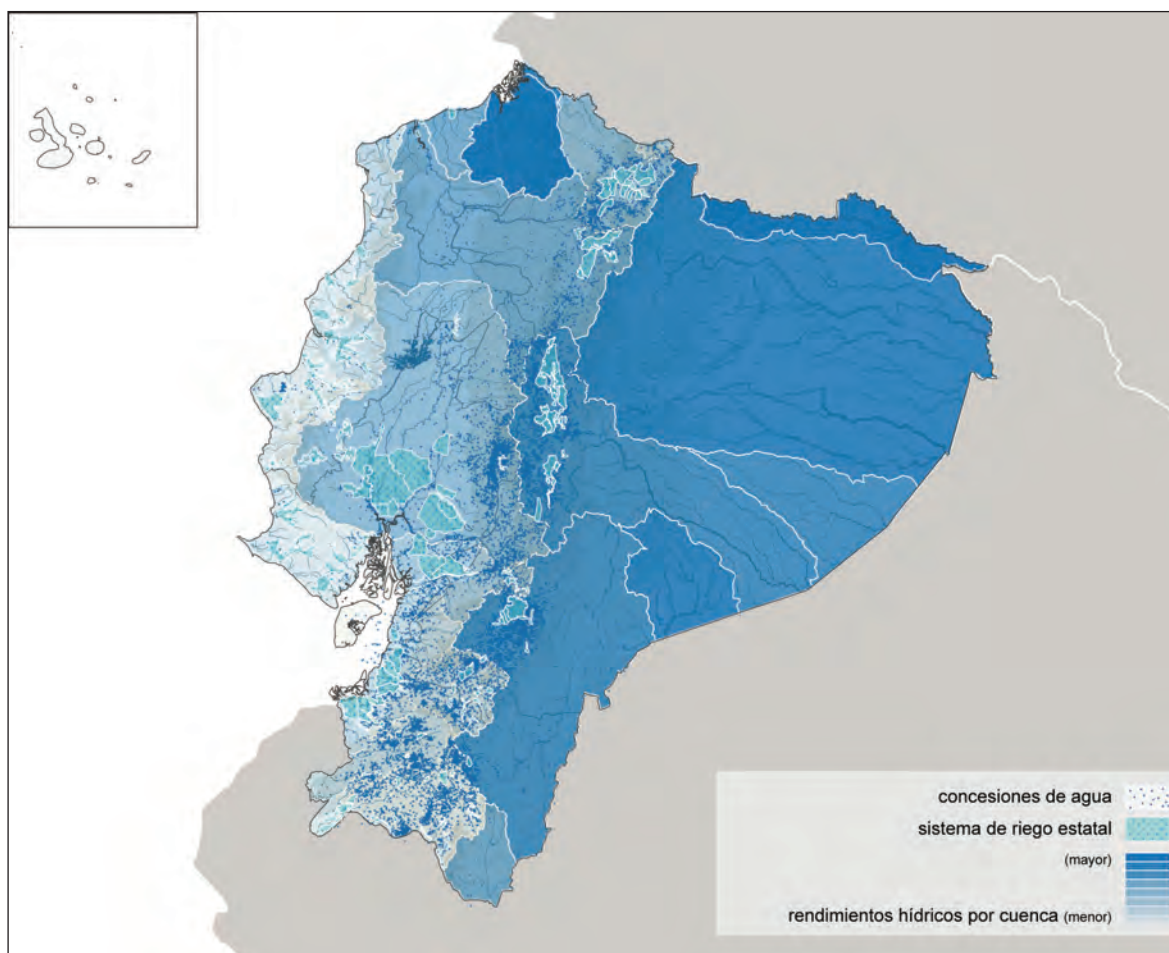 concesiones de agua
sistema de riego estatal
(mayor)
rendimientos hídricos por cuenca (menor)